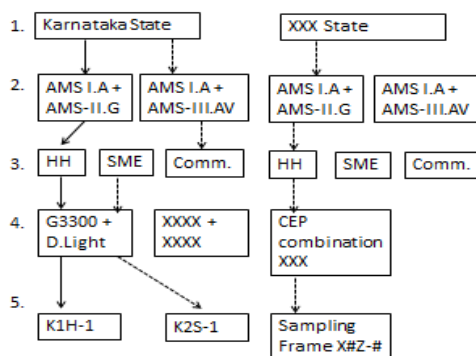 1. Karnataka State XXX State
2. AMS I.A + AMS I.A + AMS I.A + AMS I.A +
AMS-II.G AMS-III.AV AMS-II.G AMS-III.AV
3. HH SME Comm. HH SME Comm.
4. G3300 + XXXX + CEP
D.Light XXXX combination
XXX
5. K1H-1 K2S-1 Sampling
Frame X#Z-#